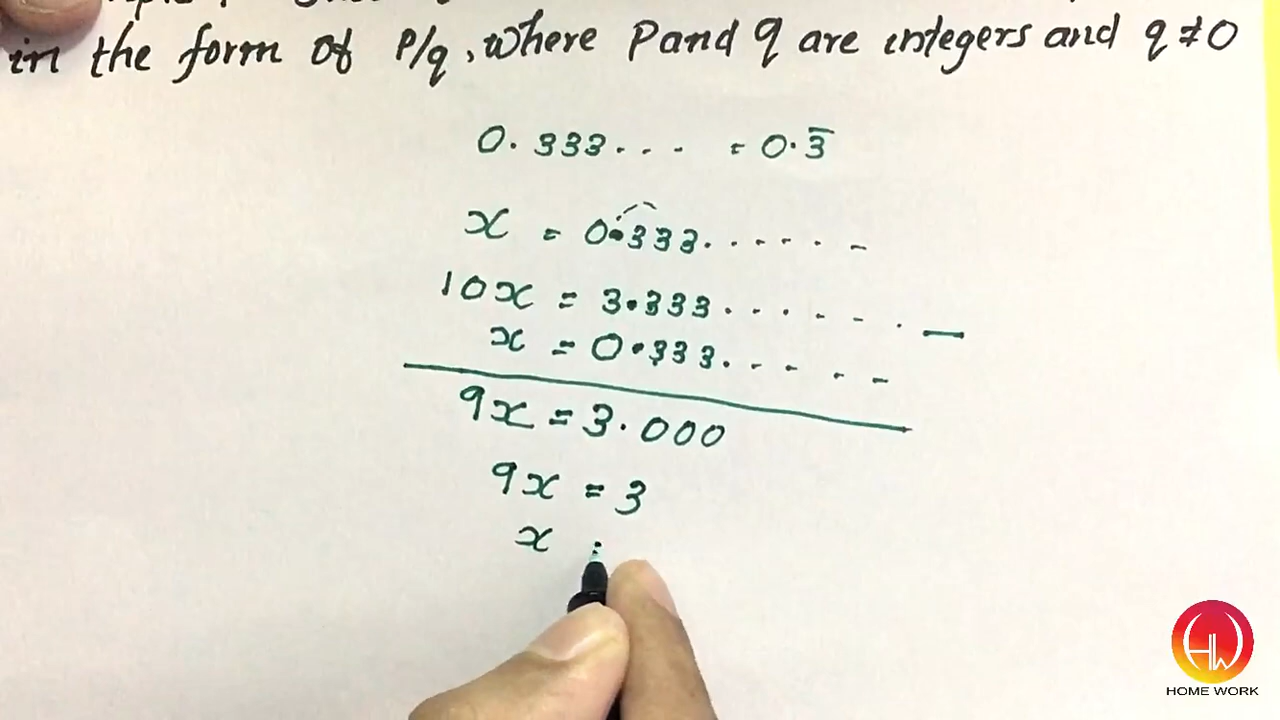 in the form of P/q, where P and q are integers and q ≠ 0
0.333... = 0.3̅
x = 0.333.......
10x = 3.333....... —
x = 0.333......
9x = 3.000
9x = 3
x =
HW
HOME WORK